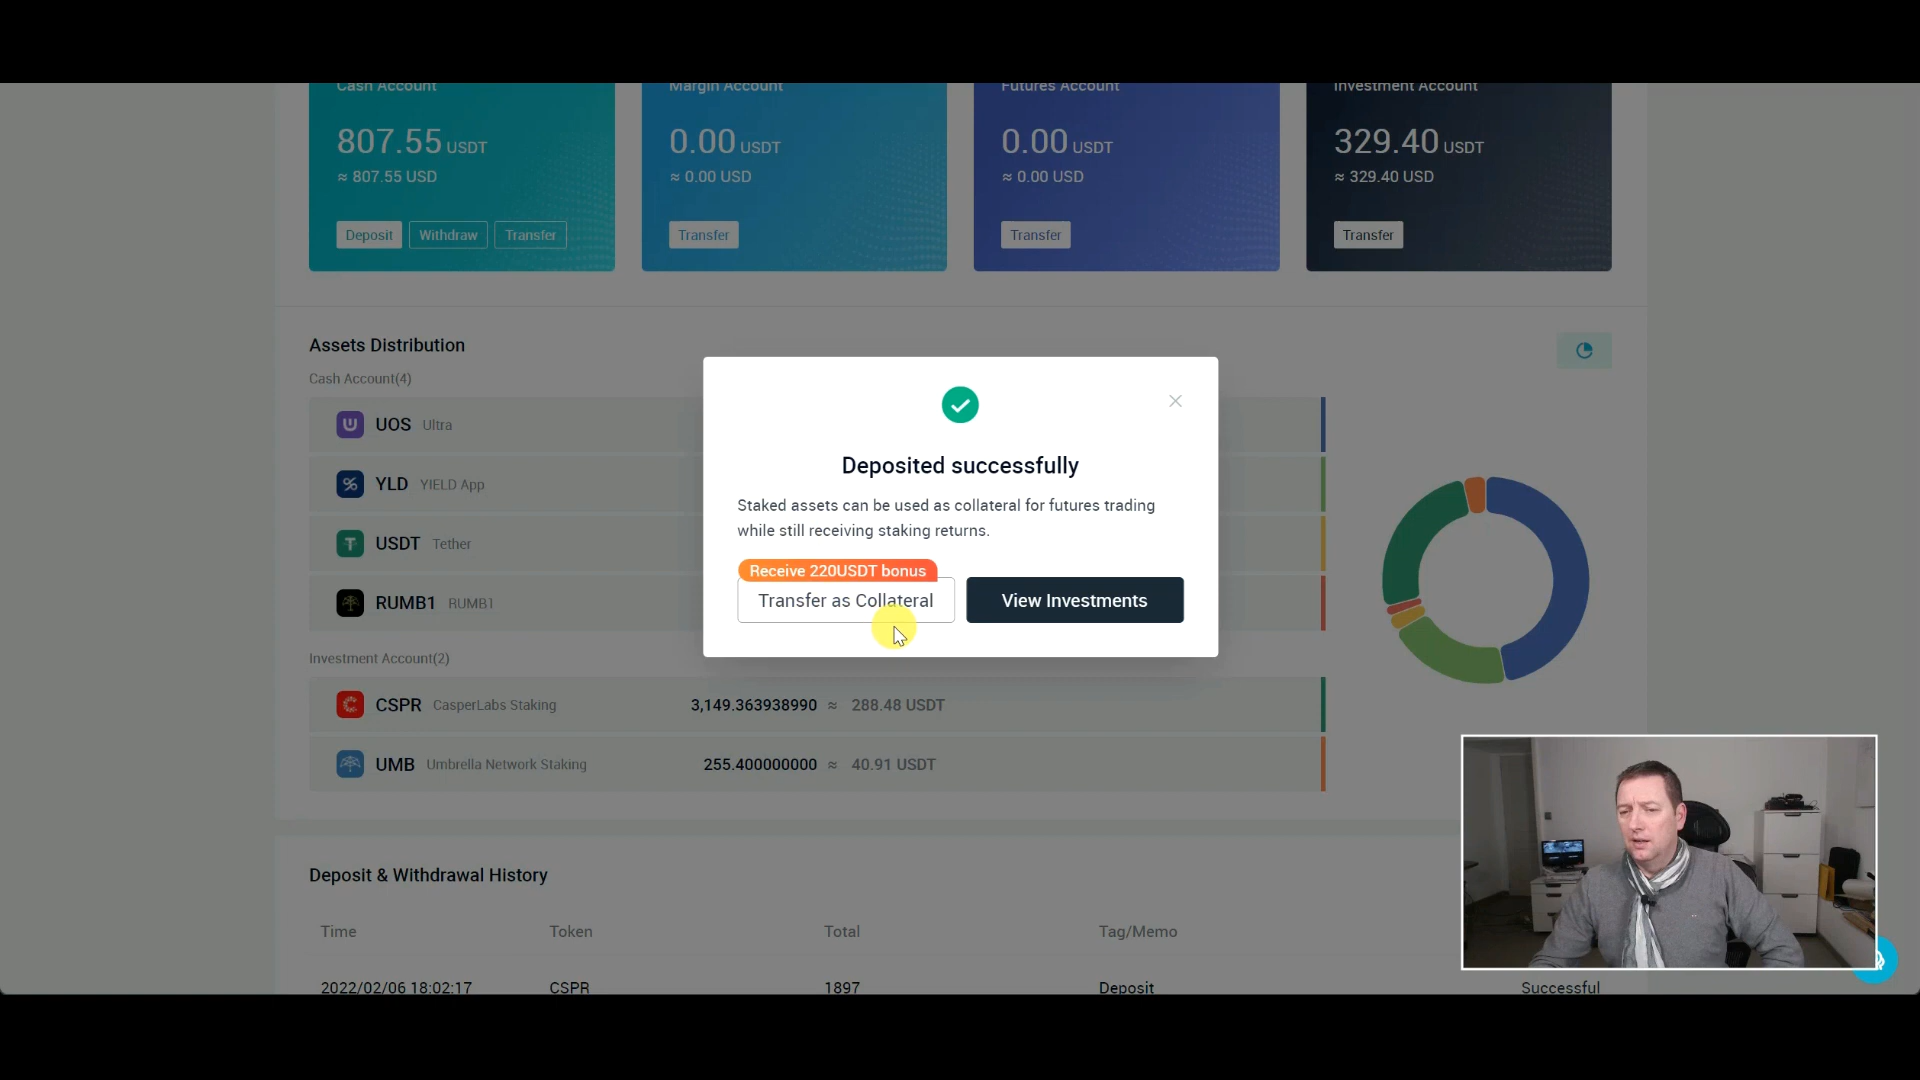 Cash Account
Margin Account
Futures Account
Investment Account
807.55 USDT
0.00 USDT
0.00 USDT
329.40 USDT
≈ 807.55 USD
≈ 0.00 USD
≈ 0.00 USD
≈ 329.40 USD
Deposit
Withdraw
Transfer
Transfer
Transfer
Transfer
Assets Distribution
Cash Account(4)
UOS Ultra
YLD YIELD App
USDT Tether
RUMB1 RUMB1
Deposited successfully
Staked assets can be used as collateral for futures trading
while still receiving staking returns.
Receive 220USDT bonus
Transfer as Collateral
View Investments
Investment Account(2)
CSPR CasperLabs Staking 3,149.363938990 ≈ 288.48 USDT
UMB Umbrella Network Staking 255.400000000 ≈ 40.91 USDT
Deposit & Withdrawal History
Time Token Total Tag/Memo
2022/02/06 18:02:17 CSPR 1897 Deposit Successful